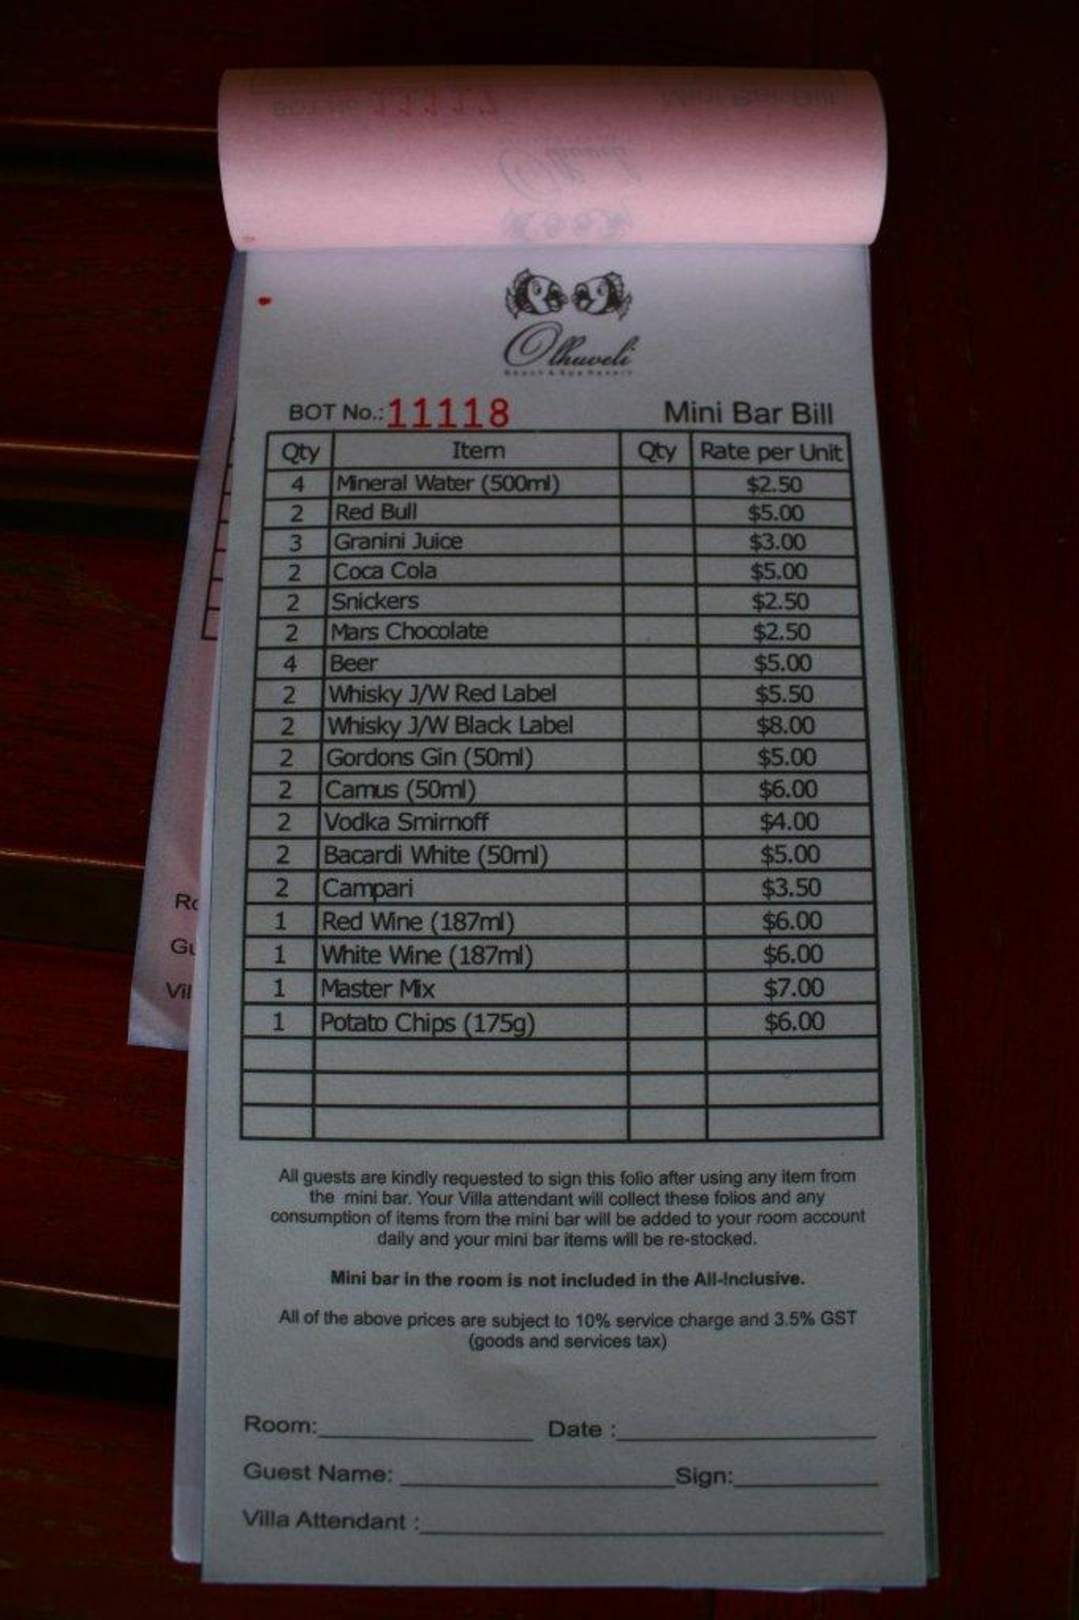 Olhuveli
Beach & Spa Resort
BOT No.: 11118 Mini Bar Bill
Qty Item Qty Rate per Unit
4 Mineral Water (500ml) $2.50
2 Red Bull $5.00
3 Granini Juice $3.00
2 Coca Cola $5.00
2 Snickers $2.50
2 Mars Chocolate $2.50
4 Beer $5.00
2 Whisky J/W Red Label $5.50
2 Whisky J/W Black Label $8.00
2 Gordons Gin (50ml) $5.00
2 Camus (50ml) $6.00
2 Vodka Smirnoff $4.00
2 Bacardi White (50ml) $5.00
2 Campari $3.50
1 Red Wine (187ml) $6.00
1 White Wine (187ml) $6.00
1 Master Mix $7.00
1 Potato Chips (175g) $6.00
All guests are kindly requested to sign this folio after using any item from
the mini bar. Your Villa attendant will collect these folios and any
consumption of items from the mini bar will be added to your room account
daily and your mini bar items will be re-stocked.
Mini bar in the room is not included in the All-Inclusive.
All of the above prices are subject to 10% service charge and 3.5% GST
(goods and services tax)
Room: Date :
Guest Name: Sign:
Villa Attendant :